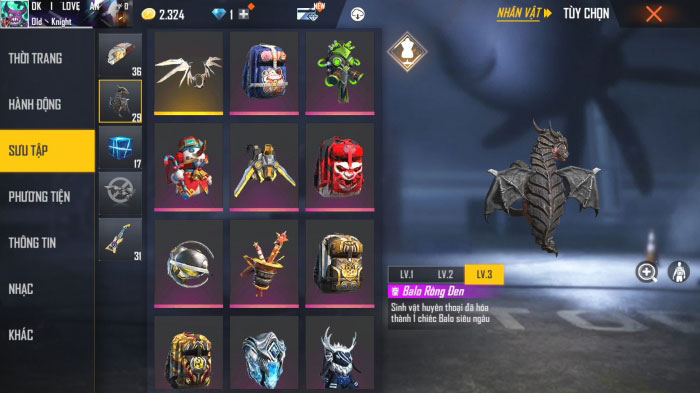 OK I LOVE AN
/ 0
Old - Knight
2.324
1
NEW
NHÂN VẬT
TÙY CHỌN
THỜI TRANG
HÀNH ĐỘNG
SƯU TẬP
PHƯƠNG TIỆN
THÔNG TIN
NHẠC
KHÁC
36
29
17
31
LV.1 LV.2 LV.3
Balo Rồng Đen
Sinh vật huyền thoại đã hóa
thành 1 chiếc Balo siêu ngầu